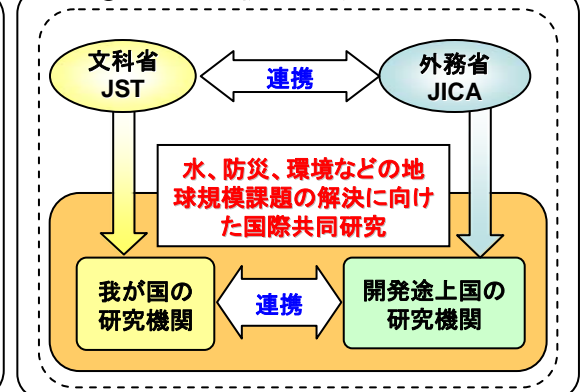 文科省
JST
連携
外務省
JICA
水、防災、環境などの地
球規模課題の解決に向け
た国際共同研究
我が国の
研究機関
連携
開発途上国の
研究機関